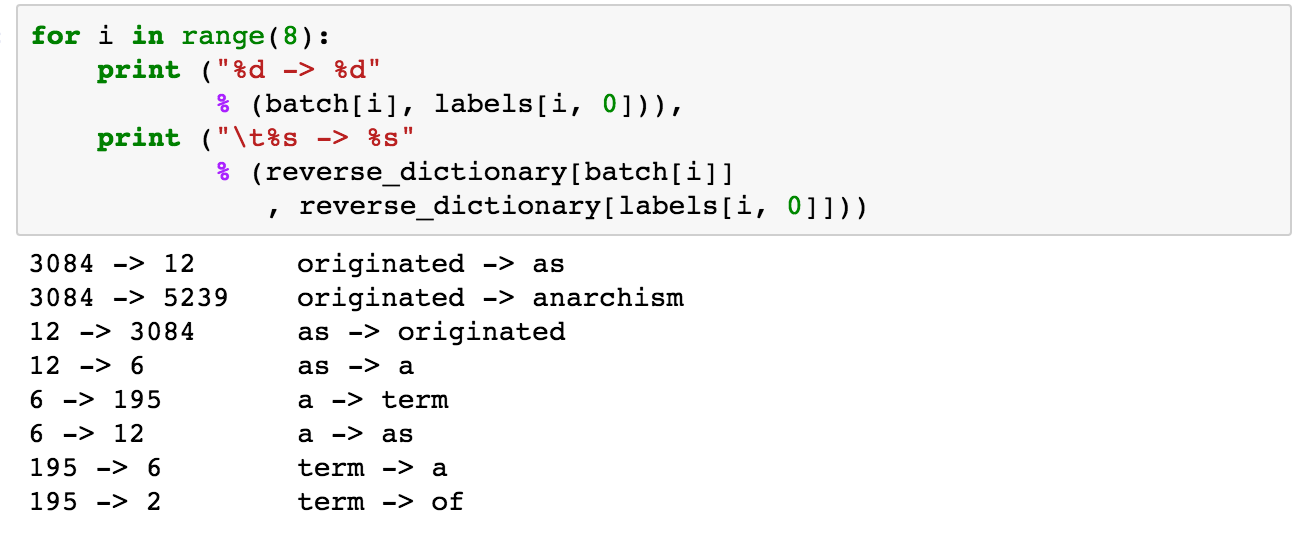 for i in range(8):
    print ("%d -> %d"
           % (batch[i], labels[i, 0])),
    print ("\t%s -> %s"
           % (reverse_dictionary[batch[i]]
              , reverse_dictionary[labels[i, 0]]))
3084 -> 12      originated -> as
3084 -> 5239    originated -> anarchism
12 -> 3084      as -> originated
12 -> 6         as -> a
6 -> 195        a -> term
6 -> 12         a -> as
195 -> 6        term -> a
195 -> 2        term -> of